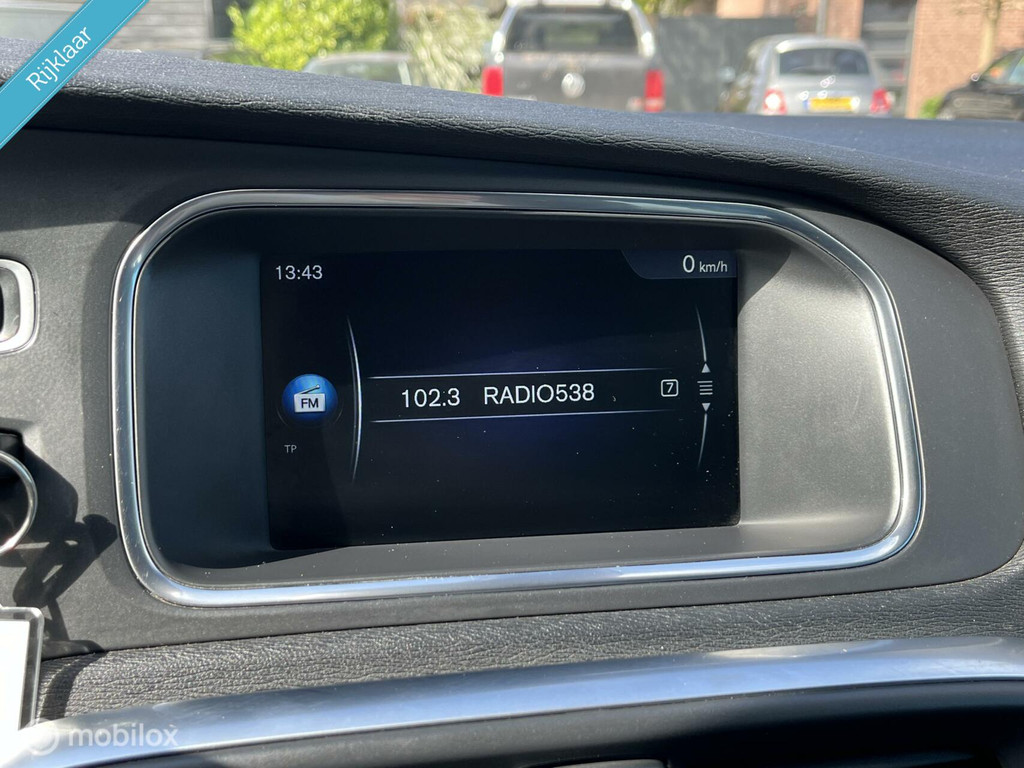 Rijklaar
13:43
0 km/h
FM
102.3 RADIO538 7
TP
mobilox